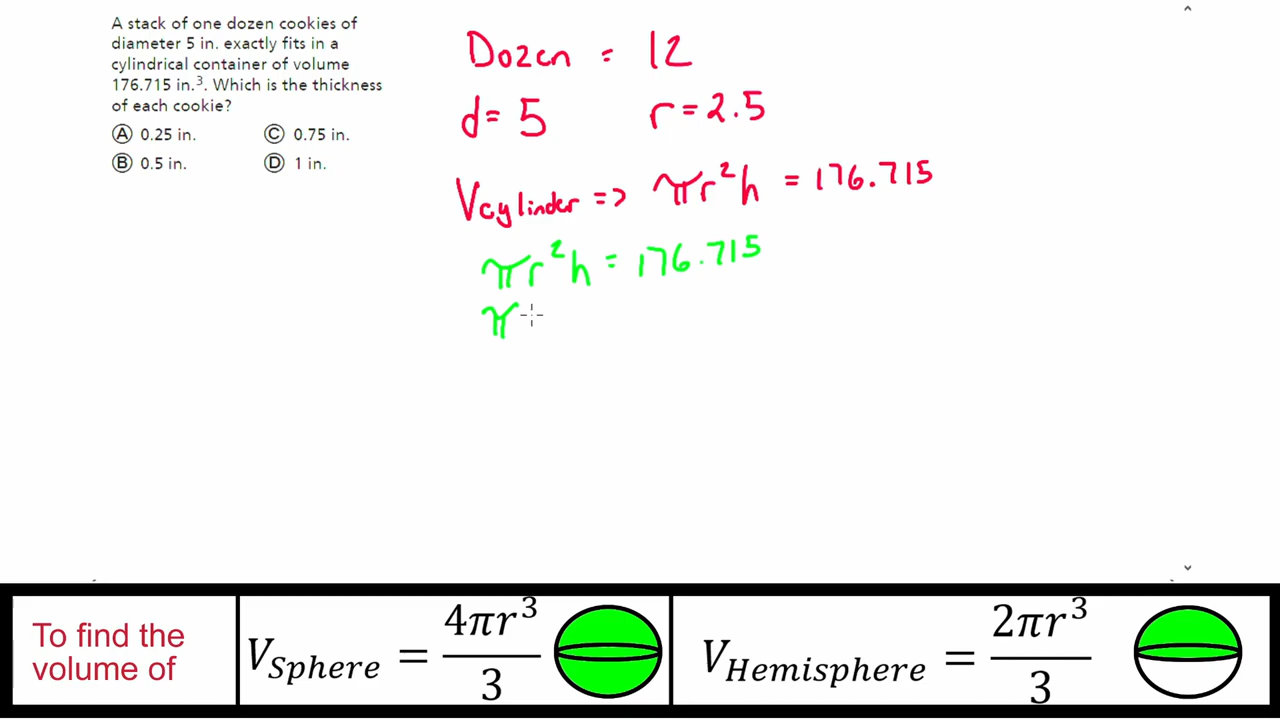 A stack of one dozen cookies of
diameter 5 in. exactly fits in a
cylindrical container of volume
176.715 in.³. Which is the thickness
of each cookie?
Ⓐ 0.25 in. Ⓒ 0.75 in.
Ⓑ 0.5 in. Ⓓ 1 in.
Dozen = 12
d = 5 r = 2.5
Vcylinder => πr²h = 176.715
πr²h = 176.715
π
To find the
volume of
V_Sphere = 4πr³/3
V_Hemisphere = 2πr³/3